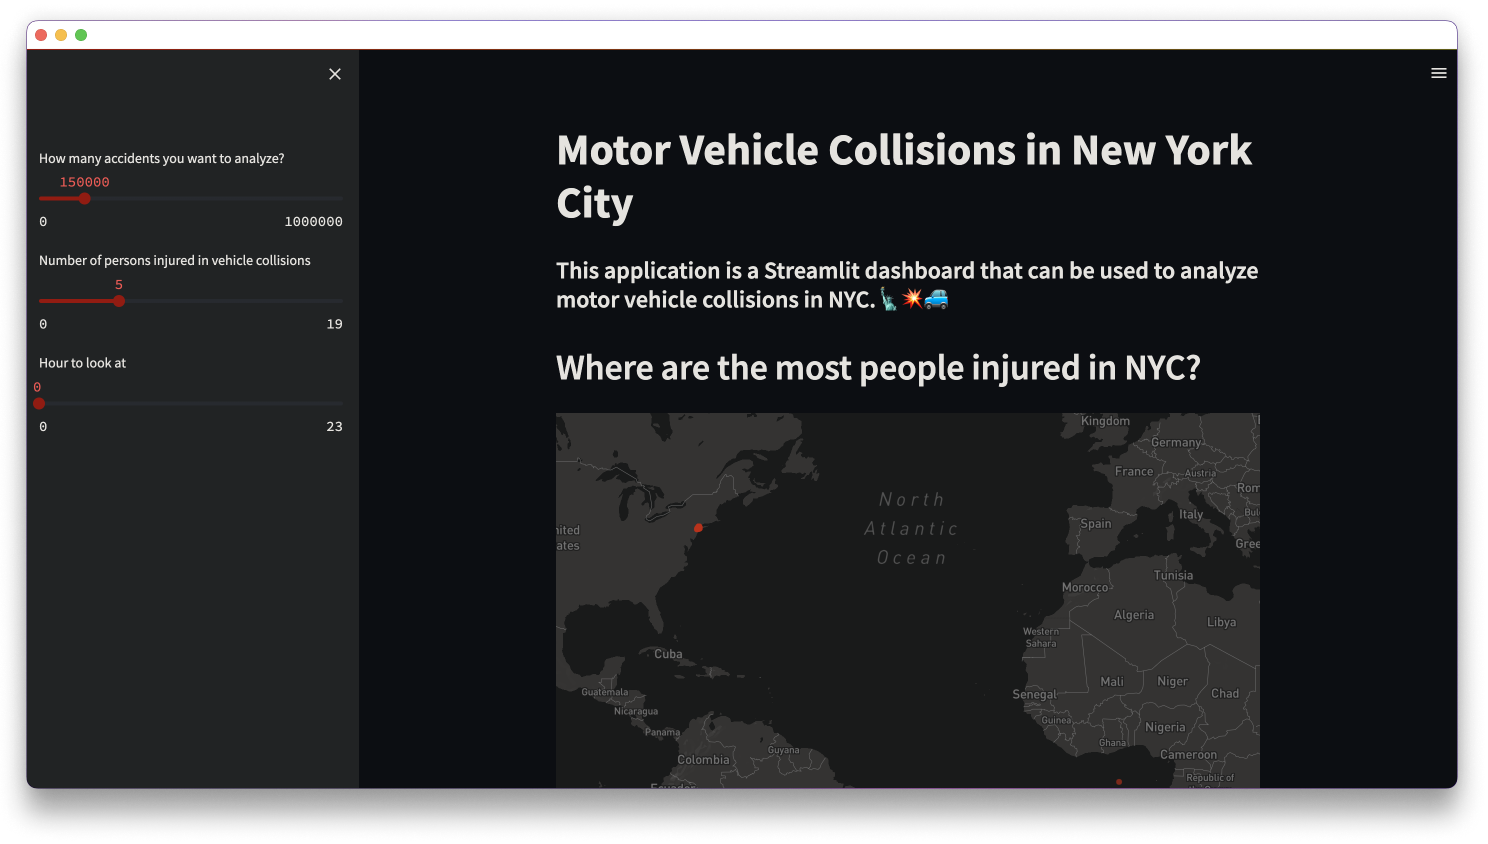 How many accidents you want to analyze?
150000
0 1000000
Number of persons injured in vehicle collisions
5
0 19
Hour to look at
0
0 23
Motor Vehicle Collisions in New York
City
This application is a Streamlit dashboard that can be used to analyze
motor vehicle collisions in NYC.🗽💥🚙
Where are the most people injured in NYC?
Kingdom
Germany
France
Austria
Rom
North
Atlantic
Ocean
Spain
Italy
Bul
Gree
ited
ates
Tunisia
Morocco
Algeria
Libya
Western
Sahara
Cuba
Mali
Niger
Chad
Guatemala
Senegal
Nicaragua
Guinea
Panama
Nigeria
Ghana
Guyana
Cameroon
Colombia
Republic of